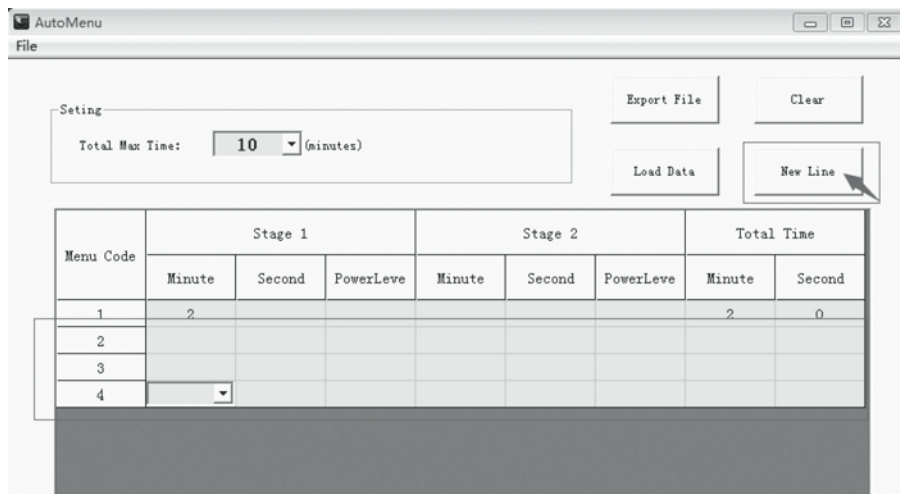 AutoMenu
File
Seting
Total Max Time: 10 (minutes)
Export File Clear
Load Data New Line
Menu Code Stage 1 Stage 2 Total Time
Minute Second PowerLeve Minute Second PowerLeve Minute Second
1 2 2 0
2
3
4